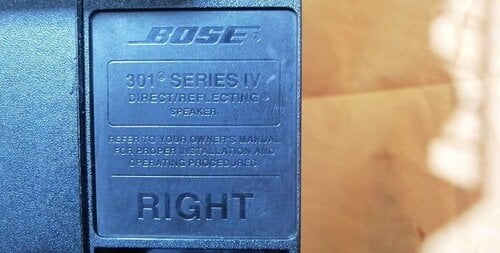 BOSE®
301® SERIES IV
DIRECT/REFLECTING®
SPEAKER
REFER TO YOUR OWNER'S MANUAL
FOR PROPER INSTALLATION AND
OPERATING PROCEDURES
RIGHT